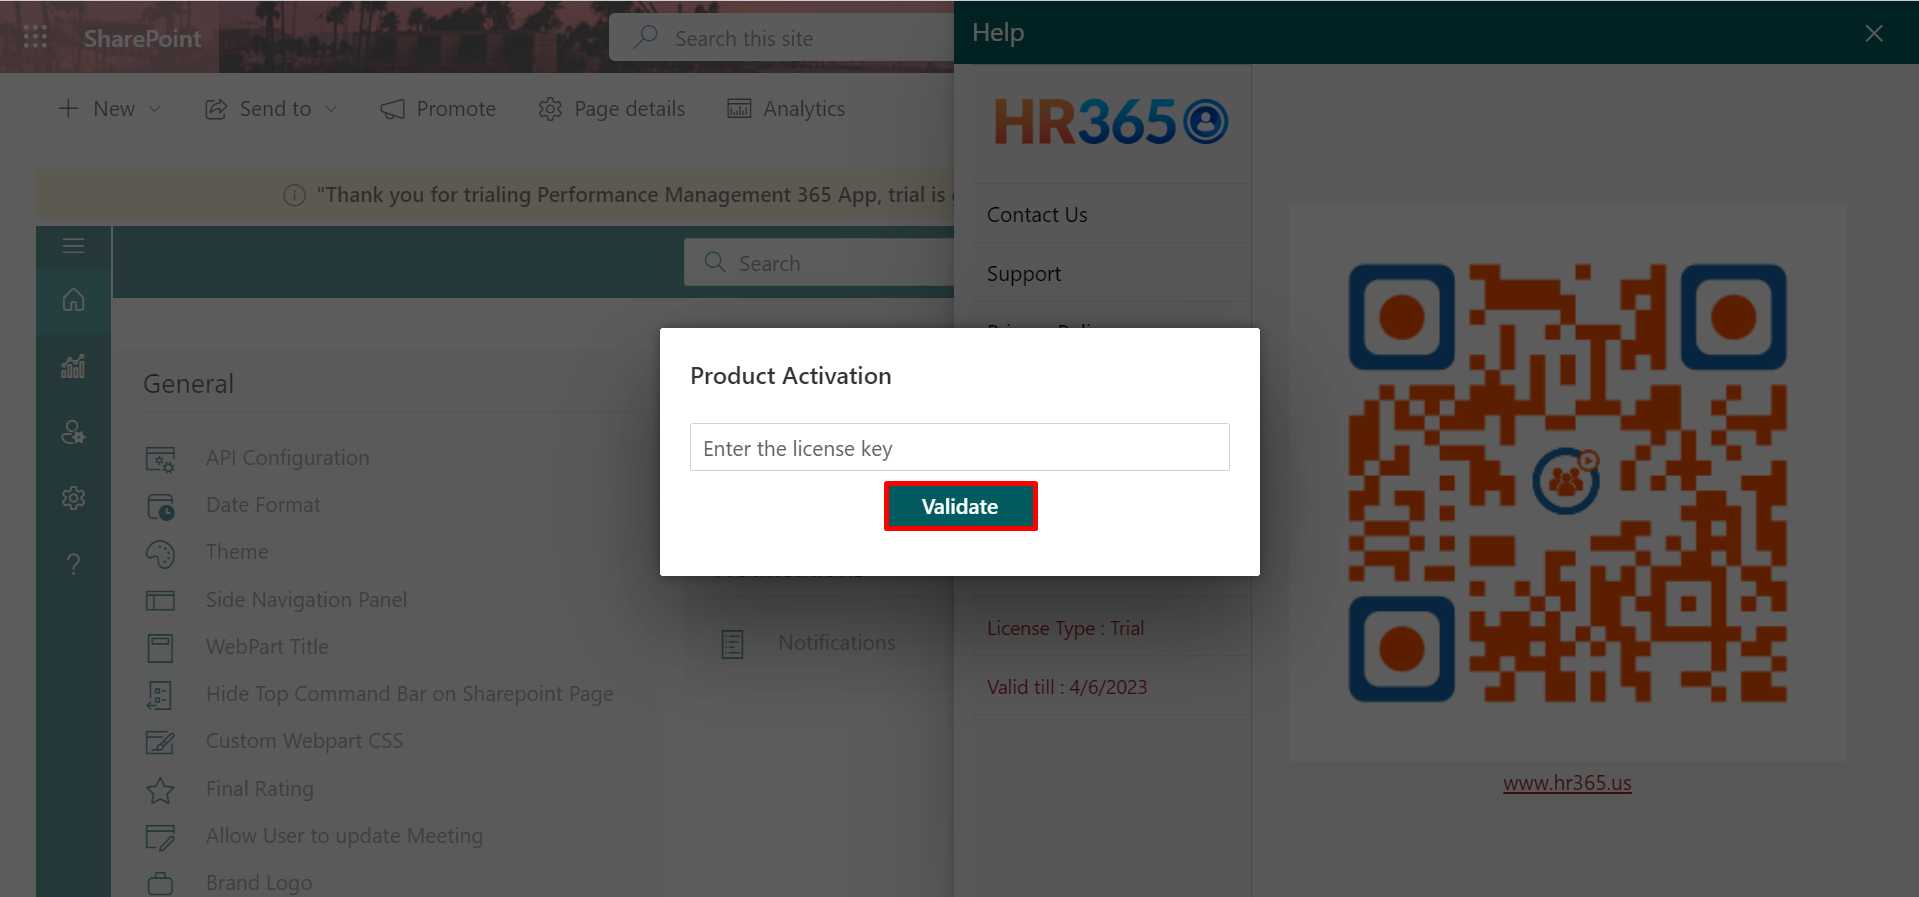 SharePoint
Search this site
Help
New
Send to
Promote
Page details
Analytics
HR365
"Thank you for trialing Performance Management 365 App, trial is
Contact Us
Search
Support
Product Activation
General
Enter the license key
API Configuration
Validate
Date Format
Theme
Side Navigation Panel
License Type : Trial
WebPart Title
Notifications
Hide Top Command Bar on Sharepoint Page
Valid till : 4/6/2023
Custom Webpart CSS
Final Rating
www.hr365.us
Allow User to update Meeting
Brand Logo